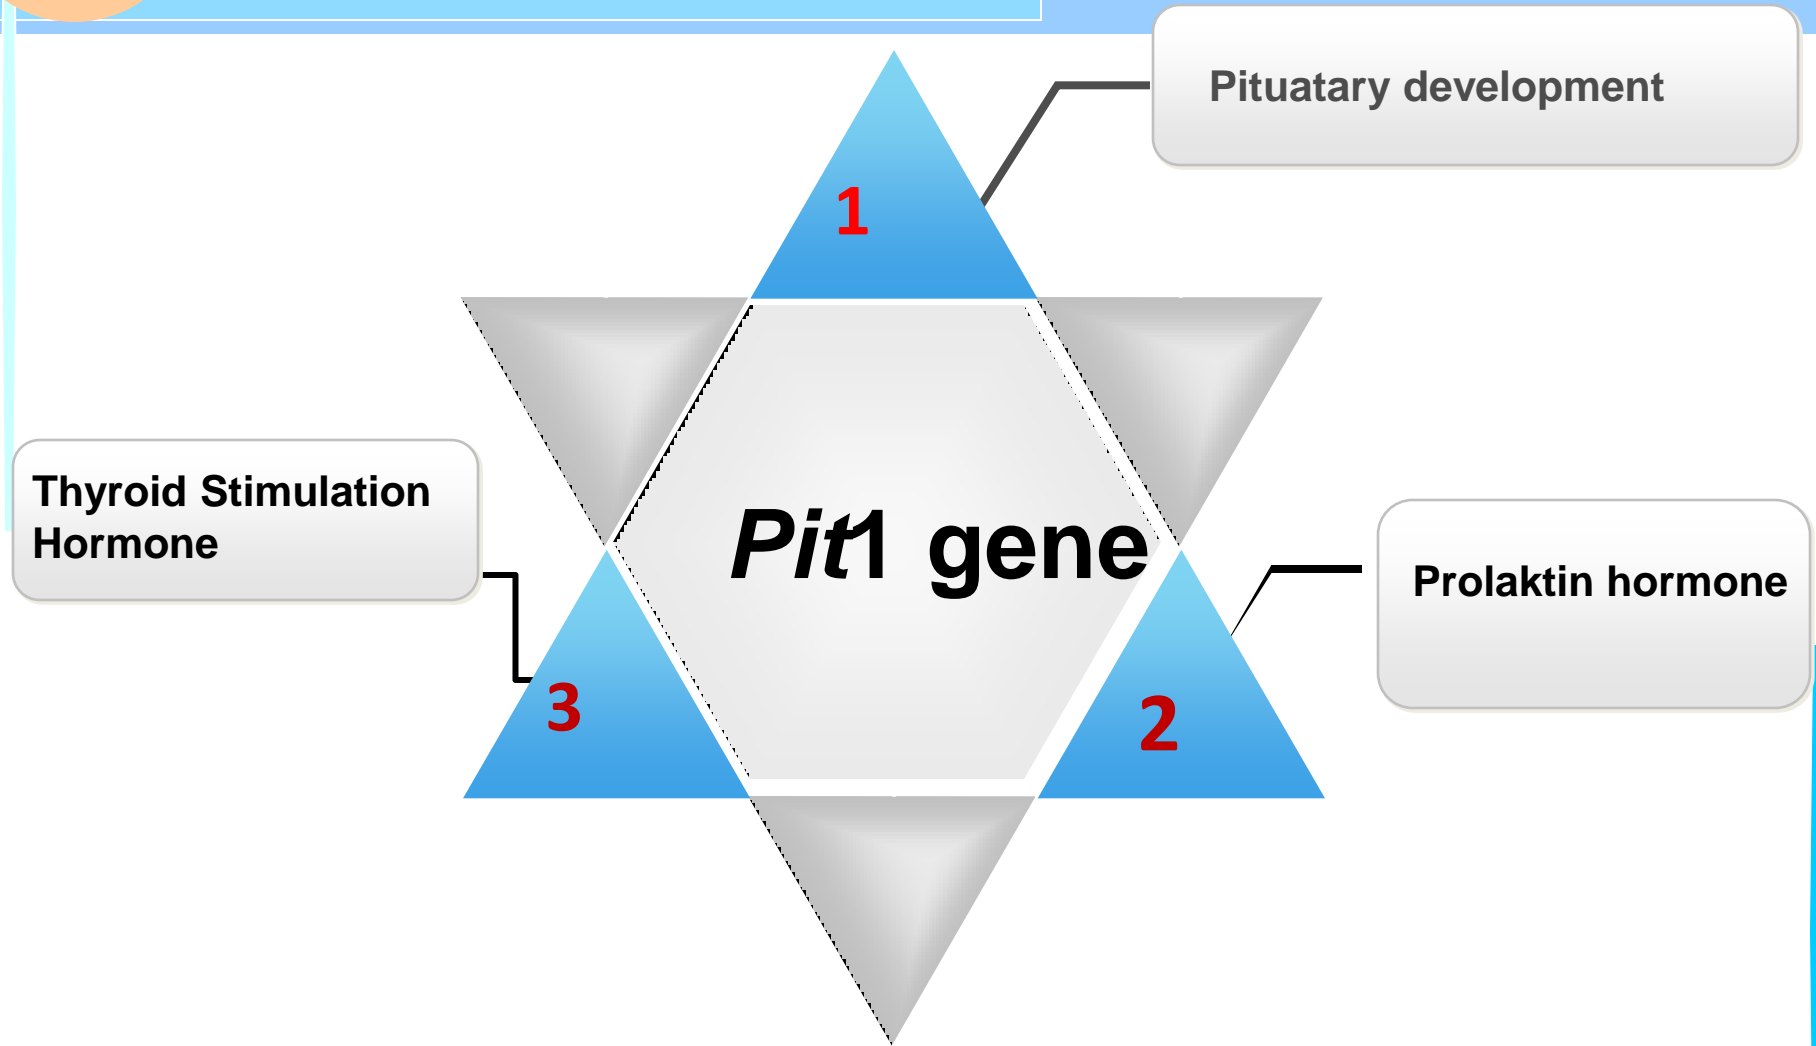 Pituatary development
1
Thyroid Stimulation
Hormone
Pit1 gene
Prolaktin hormone
3
2